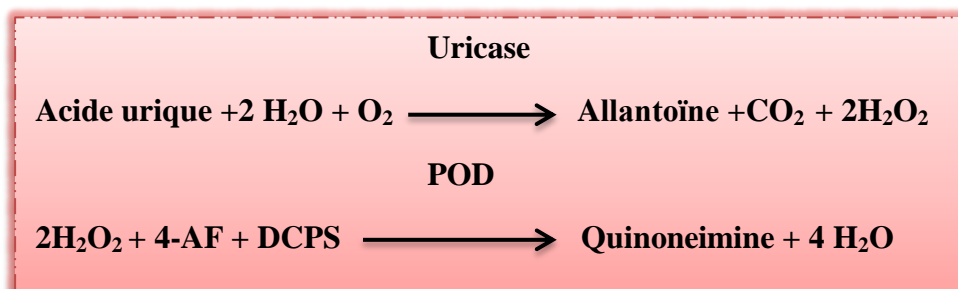 Uricase
Acide urique +2 H₂O + O₂ ⟶ Allantoïne +CO₂ + 2H₂O₂
POD
2H₂O₂ + 4-AF + DCPS ⟶ Quinoneimine + 4 H₂O